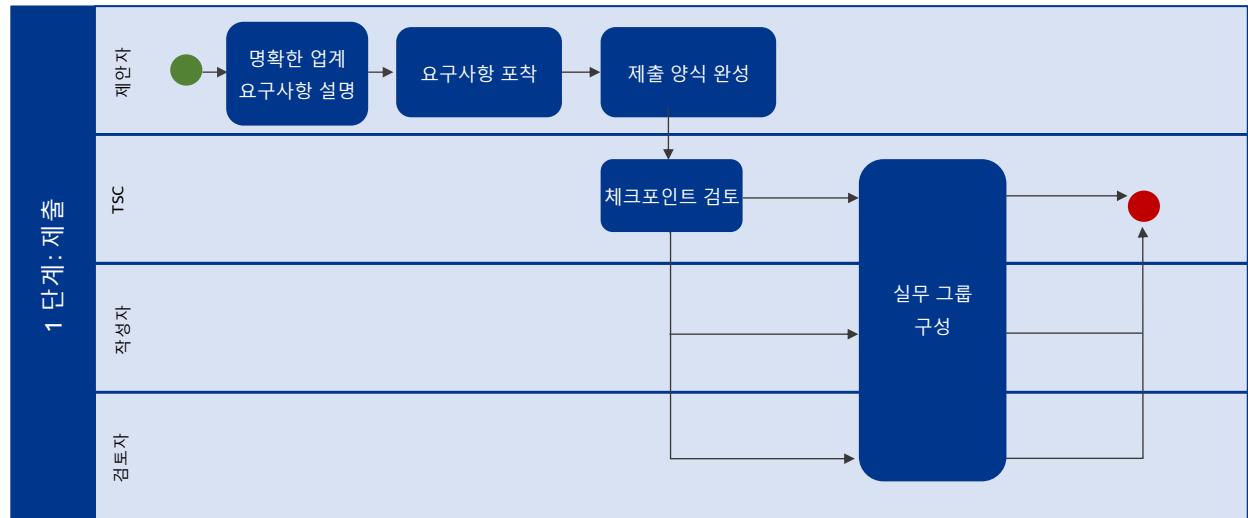 1 단계: 제출
제안자
명확한 업계
요구사항 설명
요구사항 포착
제출 양식 완성
TSC
체크포인트 검토
실무 그룹
구성
작성자
검토자